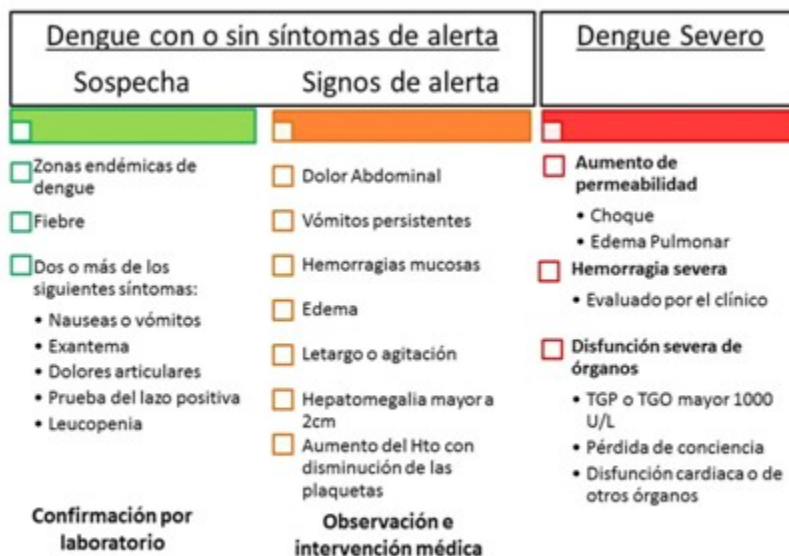 Dengue con o sin síntomas de alerta
Sospecha
Signos de alerta
Dengue Severo
Zonas endémicas de
dengue
Fiebre
Dos o más de los
siguientes síntomas:
• Nauseas o vómitos
• Exantema
• Dolores articulares
• Prueba del lazo positiva
• Leucopenia
Confirmación por
laboratorio
Dolor Abdominal
Vómitos persistentes
Hemorragias mucosas
Edema
Letargo o agitación
Hepatomegalia mayor a
2cm
Aumento del Hto con
disminución de las
plaquetas
Observación e
intervención médica
Aumento de
permeabilidad
• Choque
• Edema Pulmonar
Hemorragia severa
• Evaluado por el clínico
Disfunción severa de
órganos
• TGP o TGO mayor 1000
U/L
• Pérdida de conciencia
• Disfunción cardiaca o de
otros órganos